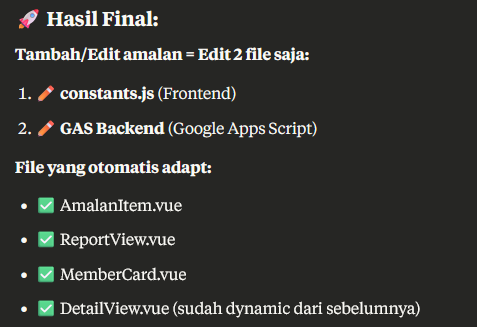 🚀 Hasil Final:
Tambah/Edit amalan = Edit 2 file saja:
1. ✏️ constants.js (Frontend)
2. ✏️ GAS Backend (Google Apps Script)
File yang otomatis adapt:
• ✅ AmalanItem.vue
• ✅ ReportView.vue
• ✅ MemberCard.vue
• ✅ DetailView.vue (sudah dynamic dari sebelumnya)